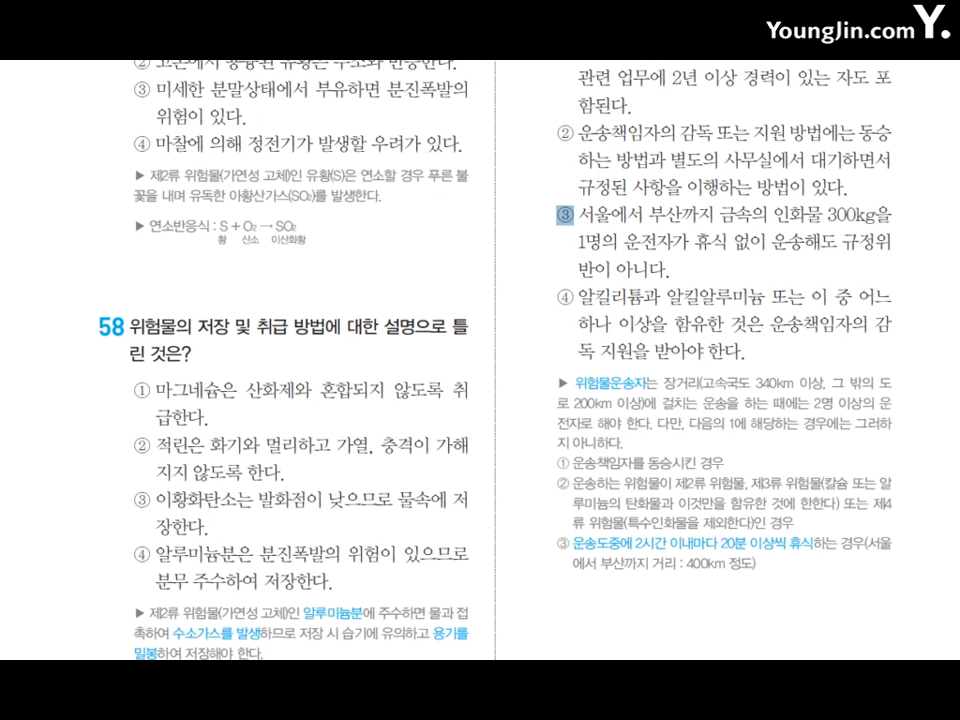 YoungJin.com Y.
② 고온에서 용융된 유황은 수소와 반응한다.
③ 미세한 분말상태에서 부유하면 분진폭발의
위험이 있다.
④ 마찰에 의해 정전기가 발생할 우려가 있다.
▶ 제2류 위험물(가연성 고체)인 유황(S)은 연소할 경우 푸른 불
꽃을 내며 유독한 아황산가스(SO₂)를 발생한다.
▶ 연소반응식 : S + O₂ → SO₂
황 산소 이산화황
58 위험물의 저장 및 취급 방법에 대한 설명으로 틀
린 것은?
① 마그네슘은 산화제와 혼합되지 않도록 취
급한다.
② 적린은 화기와 멀리하고 가열, 충격이 가해
지지 않도록 한다.
③ 이황화탄소는 발화점이 낮으므로 물속에 저
장한다.
④ 알루미늄분은 분진폭발의 위험이 있으므로
분무 주수하여 저장한다.
▶ 제2류 위험물(가연성 고체)인 알루미늄분에 주수하면 물과 접
촉하여 수소가스를 발생하므로 저장 시 습기에 유의하고 용기를
밀봉하여 저장해야 한다.
관련 업무에 2년 이상 경력이 있는 자도 포
함된다.
② 운송책임자의 감독 또는 지원 방법에는 동승
하는 방법과 별도의 사무실에서 대기하면서
규정된 사항을 이행하는 방법이 있다.
③ 서울에서 부산까지 금속의 인화물 300kg을
1명의 운전자가 휴식 없이 운송해도 규정위
반이 아니다.
④ 알킬리튬과 알킬알루미늄 또는 이 중 어느
하나 이상을 함유한 것은 운송책임자의 감
독 지원을 받아야 한다.
▶ 위험물운송자는 장거리(고속국도 340km 이상, 그 밖의 도
로 200km 이상)에 걸치는 운송을 하는 때에는 2명 이상의 운
전자로 해야 한다. 다만, 다음의 1에 해당하는 경우에는 그러하
지 아니하다.
① 운송책임자를 동승시킨 경우
② 운송하는 위험물이 제2류 위험물, 제3류 위험물(칼슘 또는 알
루미늄의 탄화물과 이것만을 함유한 것에 한한다) 또는 제4
류 위험물(특수인화물을 제외한다)인 경우
③ 운송도중에 2시간 이내마다 20분 이상씩 휴식하는 경우(서울
에서 부산까지 거리 : 400km 정도)